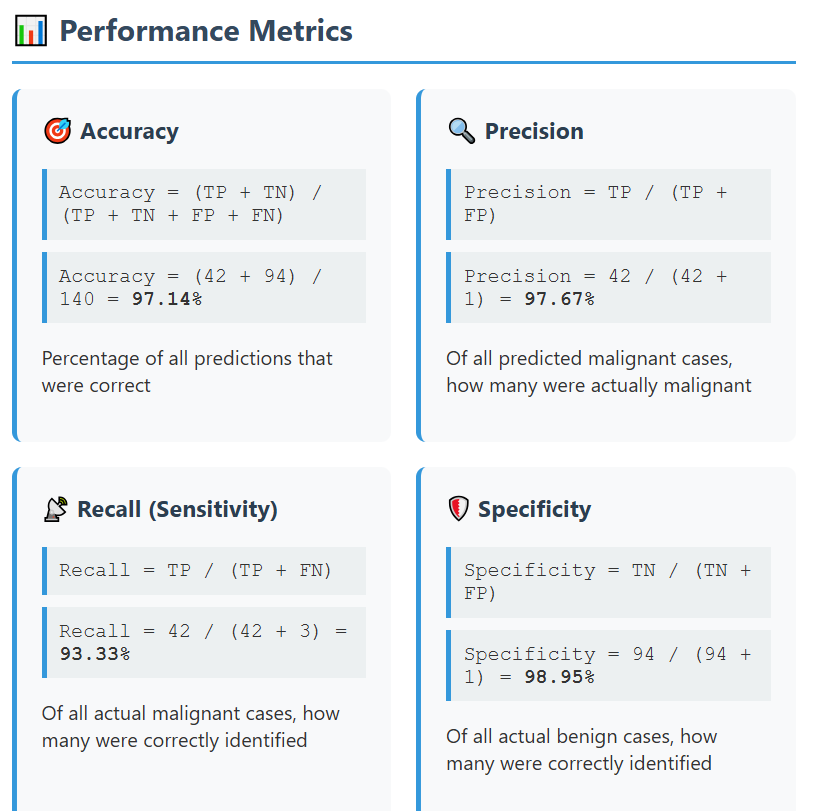 Performance Metrics
Accuracy
Accuracy = (TP + TN) /
(TP + TN + FP + FN)
Accuracy = (42 + 94) /
140 = 97.14%
Percentage of all predictions that
were correct
Precision
Precision = TP / (TP +
FP)
Precision = 42 / (42 +
1) = 97.67%
Of all predicted malignant cases,
how many were actually malignant
Recall (Sensitivity)
Recall = TP / (TP + FN)
Recall = 42 / (42 + 3) =
93.33%
Of all actual malignant cases, how
many were correctly identified
Specificity
Specificity = TN / (TN +
FP)
Specificity = 94 / (94 +
1) = 98.95%
Of all actual benign cases, how
many were correctly identified